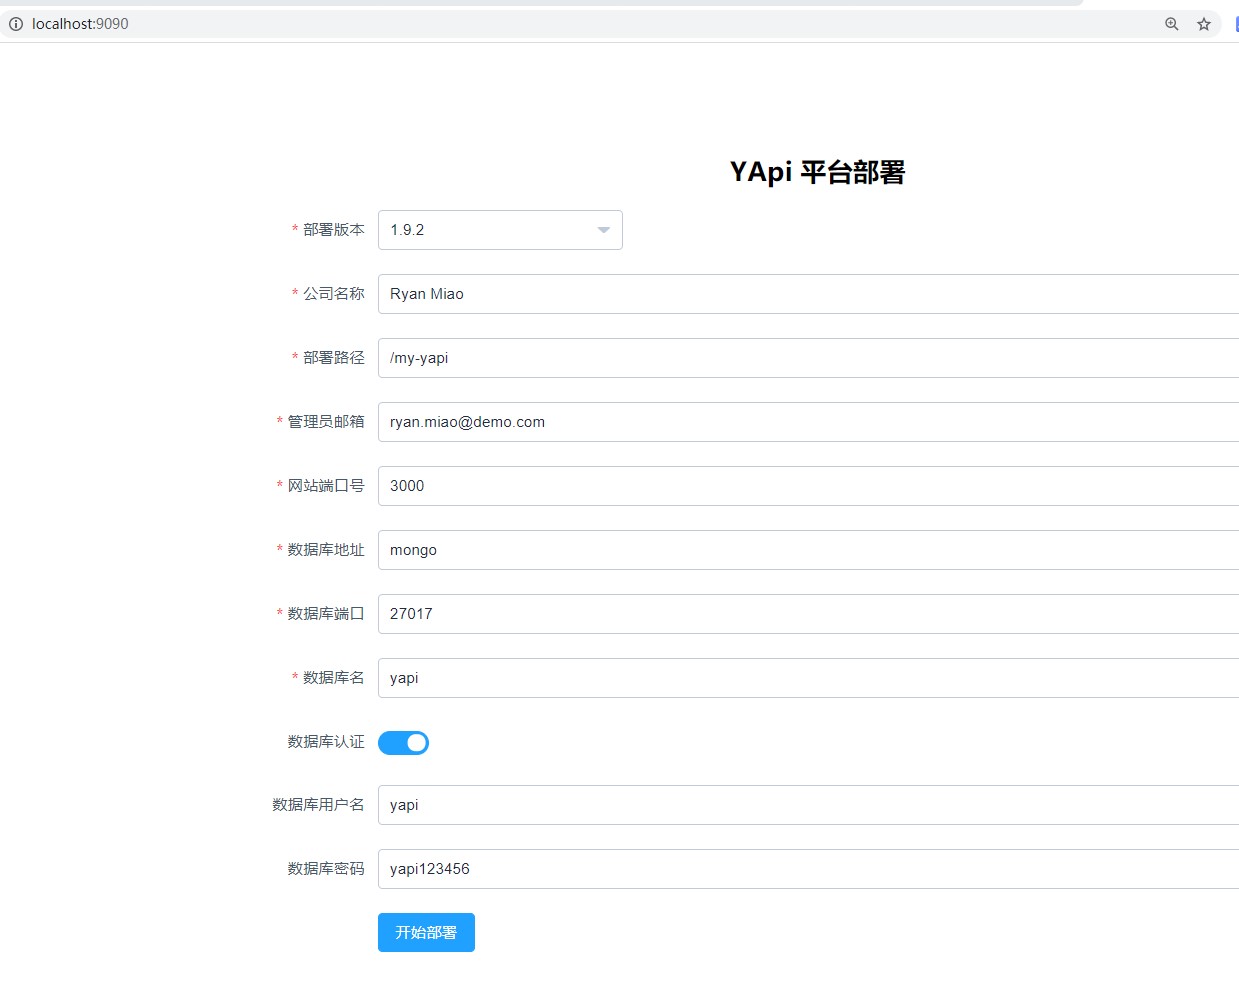 localhost:9090
YApi 平台部署
* 部署版本 1.9.2
* 公司名称 Ryan Miao
* 部署路径 /my-yapi
* 管理员邮箱 ryan.miao@demo.com
* 网站端口号 3000
* 数据库地址 mongo
* 数据库端口 27017
* 数据库名 yapi
数据库认证
数据库用户名 yapi
数据库密码 yapi123456
开始部署